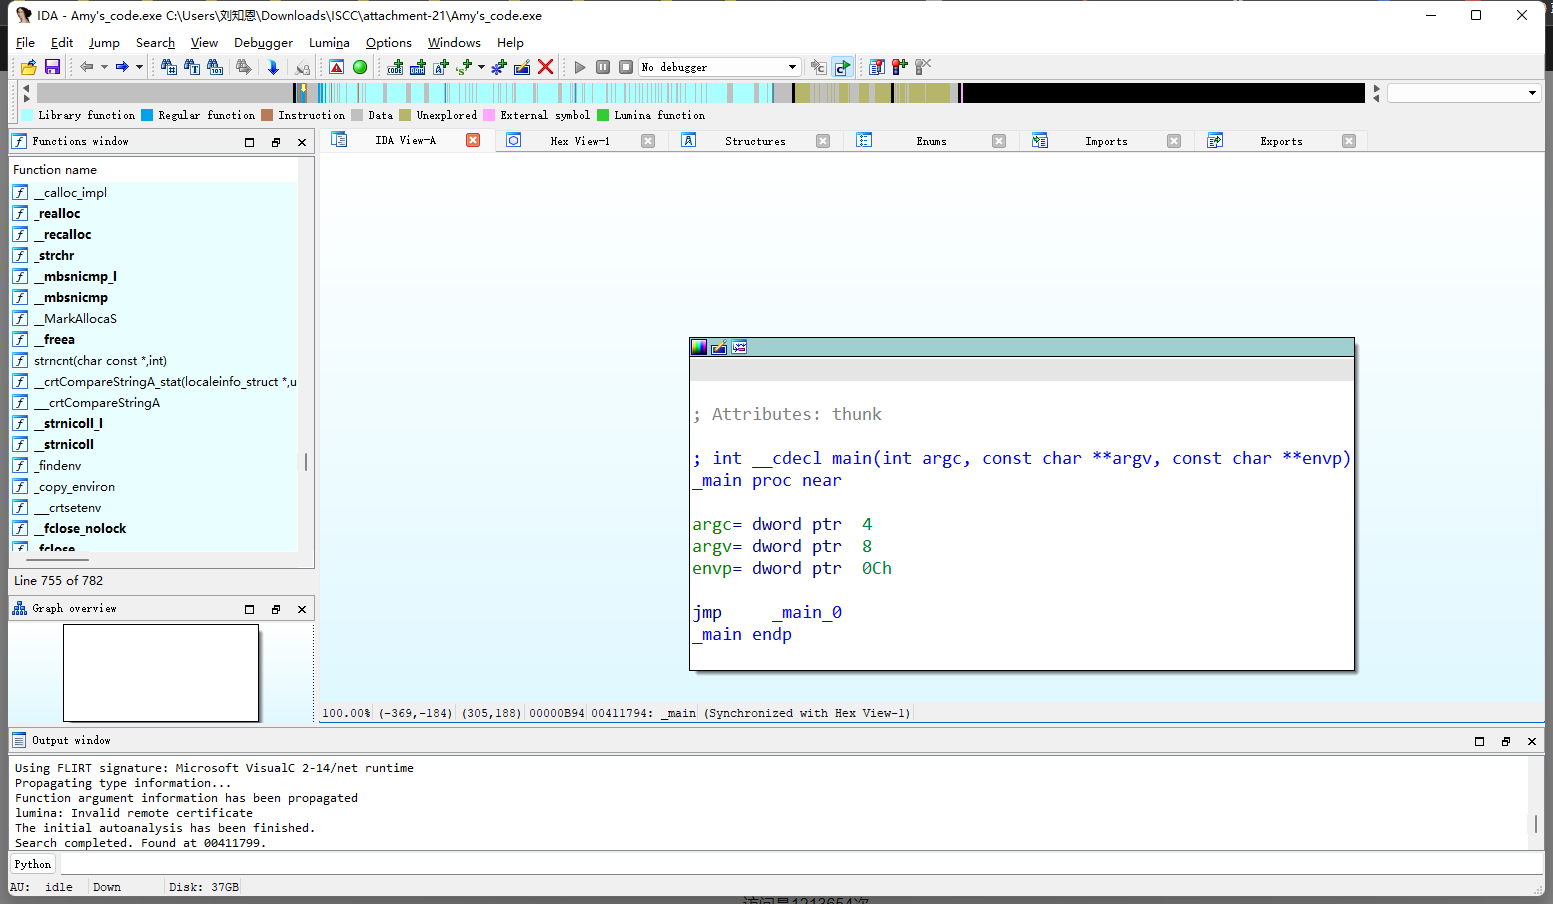 IDA - Amy's_code.exe C:\Users\刘知恩\Downloads\ISCC\attachment-21\Amy's_code.exe
File Edit Jump Search View Debugger Lumina Options Windows Help
No debugger
Library function Regular function Instruction Data Unexplored External symbol Lumina function
Functions window
IDA View-A
Hex View-1
Structures
Enums
Imports
Exports
Function name
__calloc_impl
_realloc
__recalloc
_strchr
__mbsnicmp_l
__mbsnicmp
__MarkAllocaS
__freea
strncnt(char const *,int)
__crtCompareStringA_stat(localeinfo_struct *,u
___crtCompareStringA
__strnicoll_l
__strnicoll
_findenv
_copy_environ
___crtsetenv
__fclose_nolock
_fclose
Line 755 of 782
Graph overview
; Attributes: thunk
; int __cdecl main(int argc, const char **argv, const char **envp)
_main proc near
argc= dword ptr  4
argv= dword ptr  8
envp= dword ptr  0Ch
jmp     _main_0
_main endp
100.00% (-369,-184) (305,188) 00000B94 00411794: _main (Synchronized with Hex View-1)
Output window
Using FLIRT signature: Microsoft VisualC 2-14/net runtime
Propagating type information...
Function argument information has been propagated
lumina: Invalid remote certificate
The initial autoanalysis has been finished.
Search completed. Found at 00411799.
Python
AU: idle Down Disk: 37GB
访问量1213654次